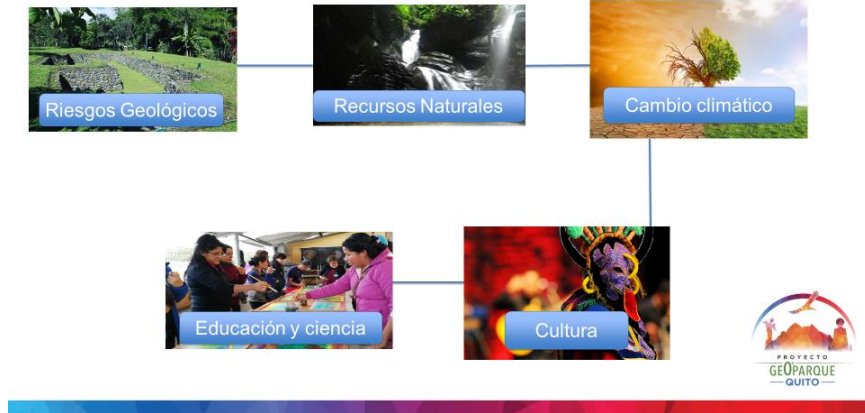 Riesgos Geológicos
Recursos Naturales
Cambio climático
Educación y ciencia
Cultura
PROYECTO
GEOPARQUE
QUITO